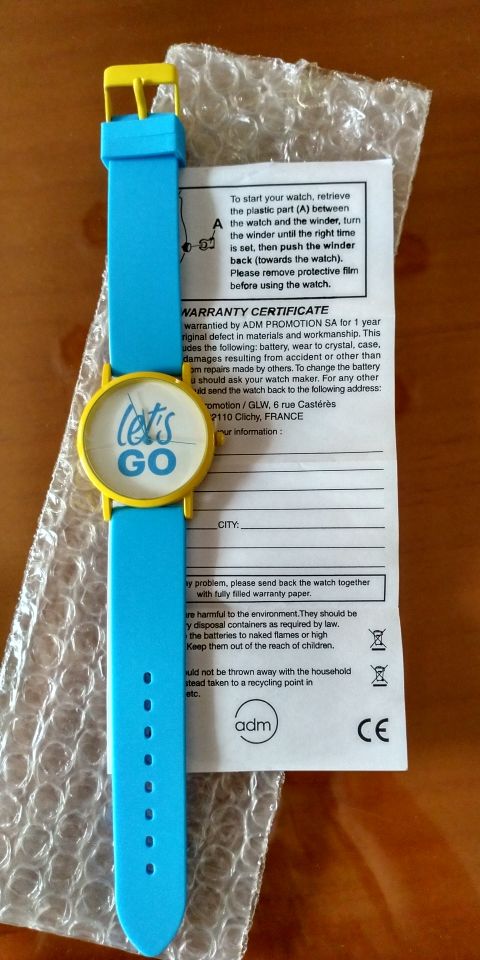 To start your watch, retrieve
the plastic part (A) between
A the watch and the winder, turn
the winder until the right time
is set, then push the winder
back (towards the watch).
Please remove protective film
before using the watch.
WARRANTY CERTIFICATE
warrantied by ADM PROMOTION SA for 1 year
riginal defect in materials and workmanship. This
udes the following: battery, wear to crystal, case,
damages resulting from accident or other than
om repairs made by others. To change the battery
u should ask your watch maker. For any other
uld send the watch back to the following address:
romotion / GLW, 6 rue Castérès
2110 Clichy, FRANCE
our information :
let's
GO
CITY:
ny problem, please send back the watch together
with fully filled warranty paper.
re harmful to the environment.They should be
ry disposal containers as required by law.
the batteries to naked flames or high
Keep them out of the reach of children.
ould not be thrown away with the household
stead taken to a recycling point in
etc.
adm
CE